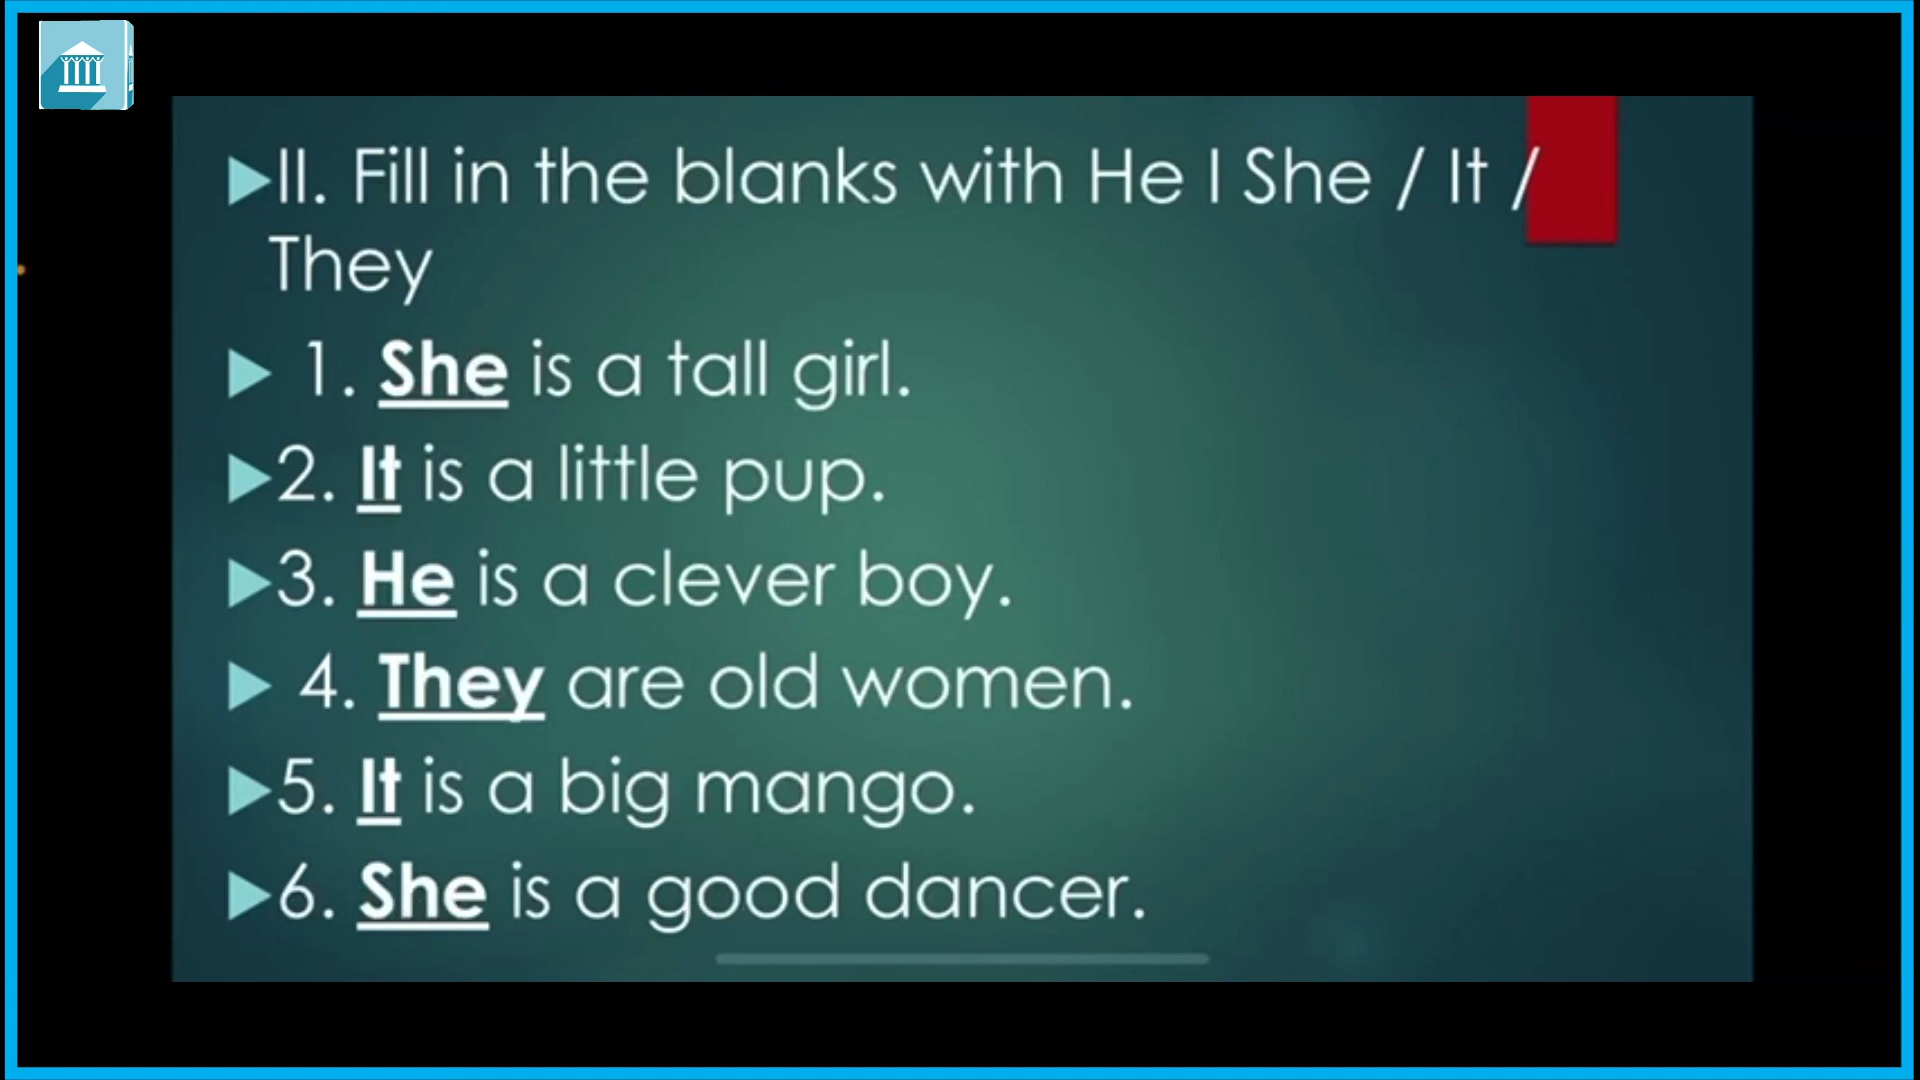 II. Fill in the blanks with He I She / It /
They
1. She is a tall girl.
2. It is a little pup.
3. He is a clever boy.
4. They are old women.
5. It is a big mango.
6. She is a good dancer.